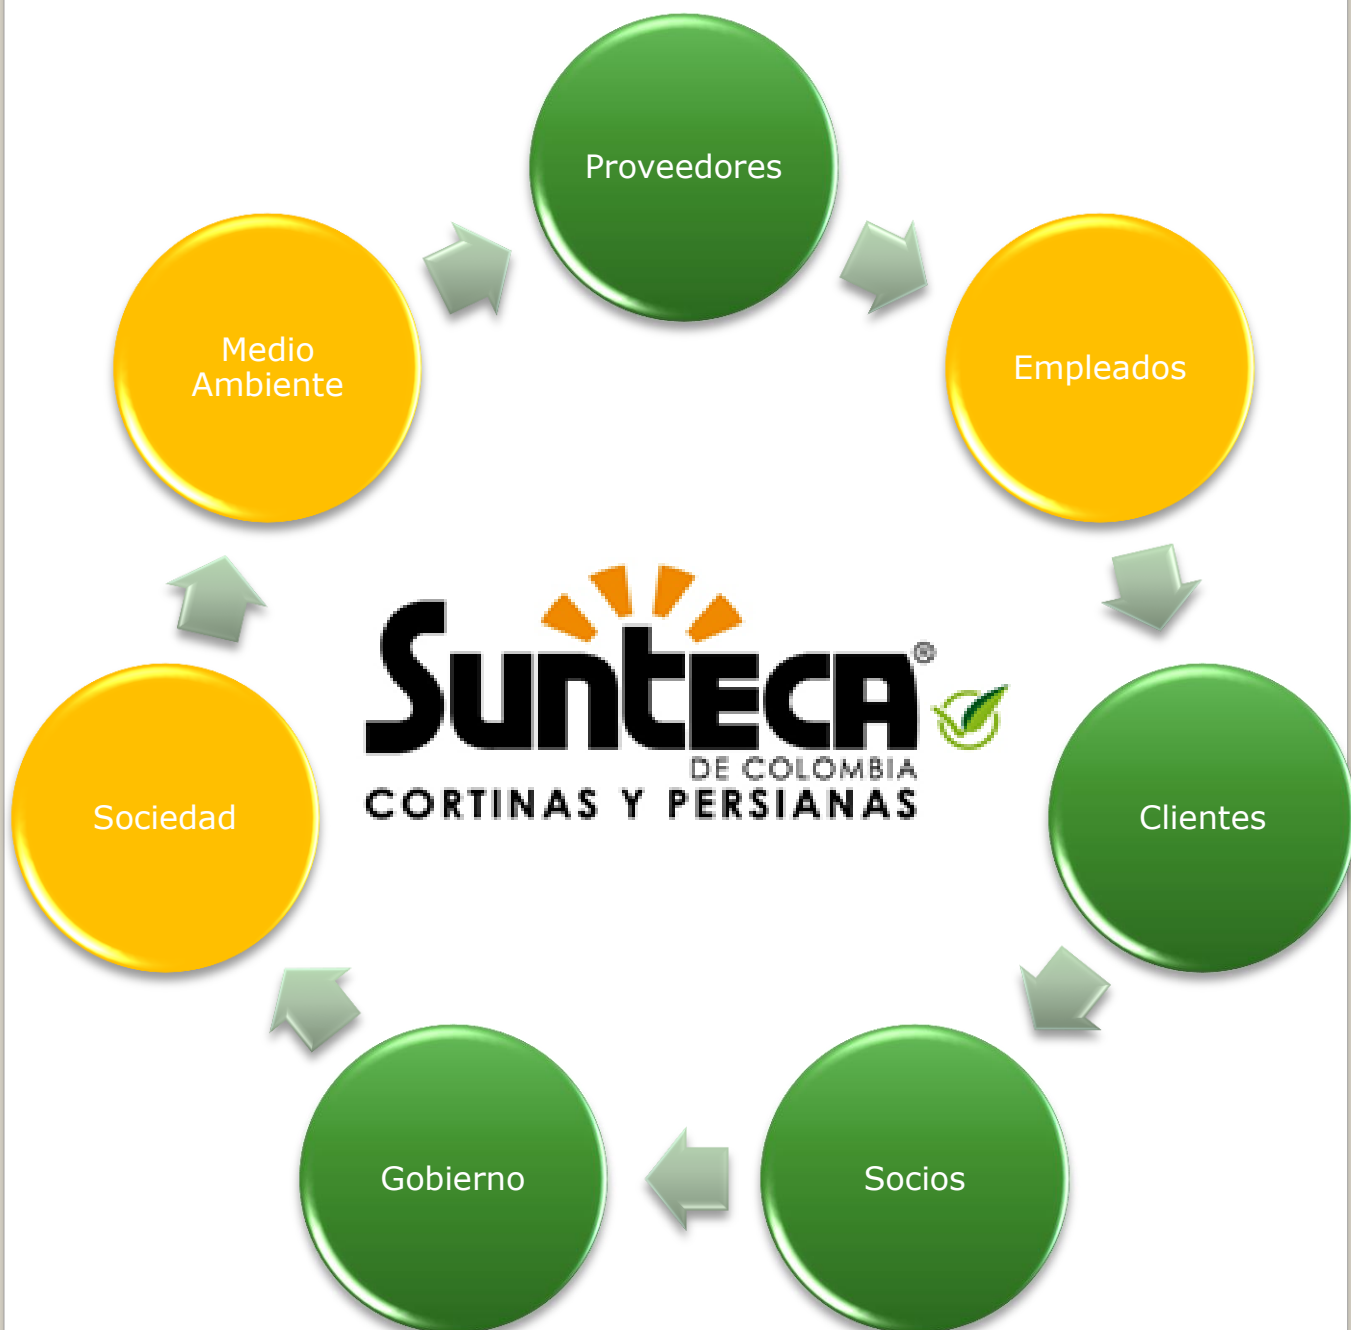 Proveedores
Medio
Ambiente
Empleados
SuntECA®
DE COLOMBIA
CORTINAS Y PERSIANAS
Sociedad
Clientes
Gobierno
Socios